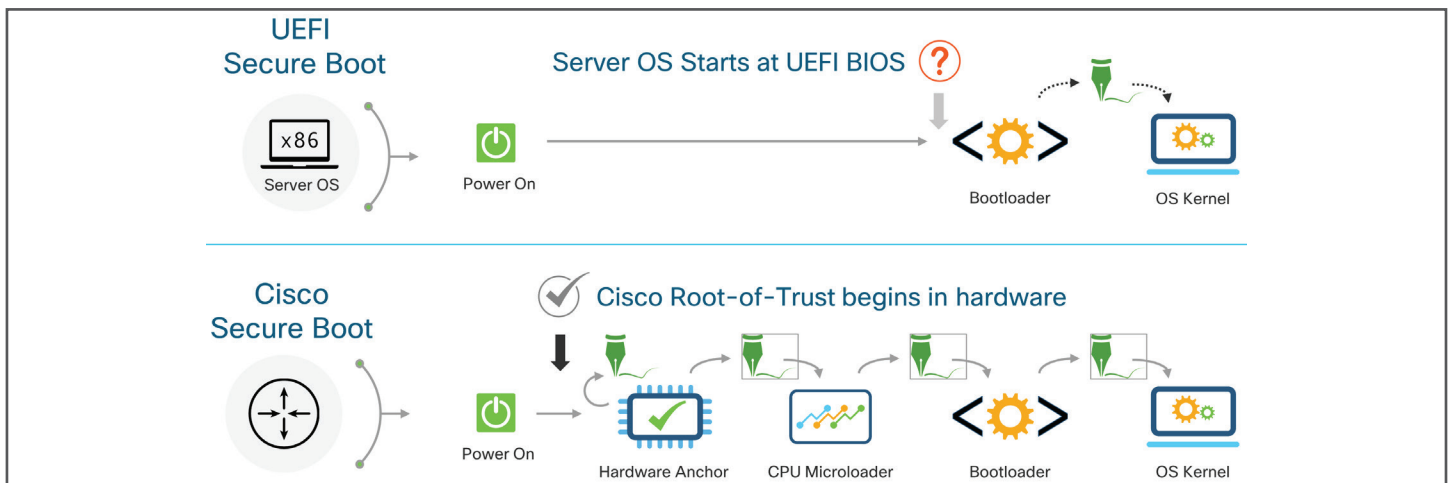 UEFI
Secure Boot
Server OS Starts at UEFI BIOS ?
x86
Server OS
Power On
< >
Bootloader
OS Kernel
Cisco
Secure Boot
Cisco Root-of-Trust begins in hardware
Power On
Hardware Anchor
CPU Microloader
< >
Bootloader
OS Kernel